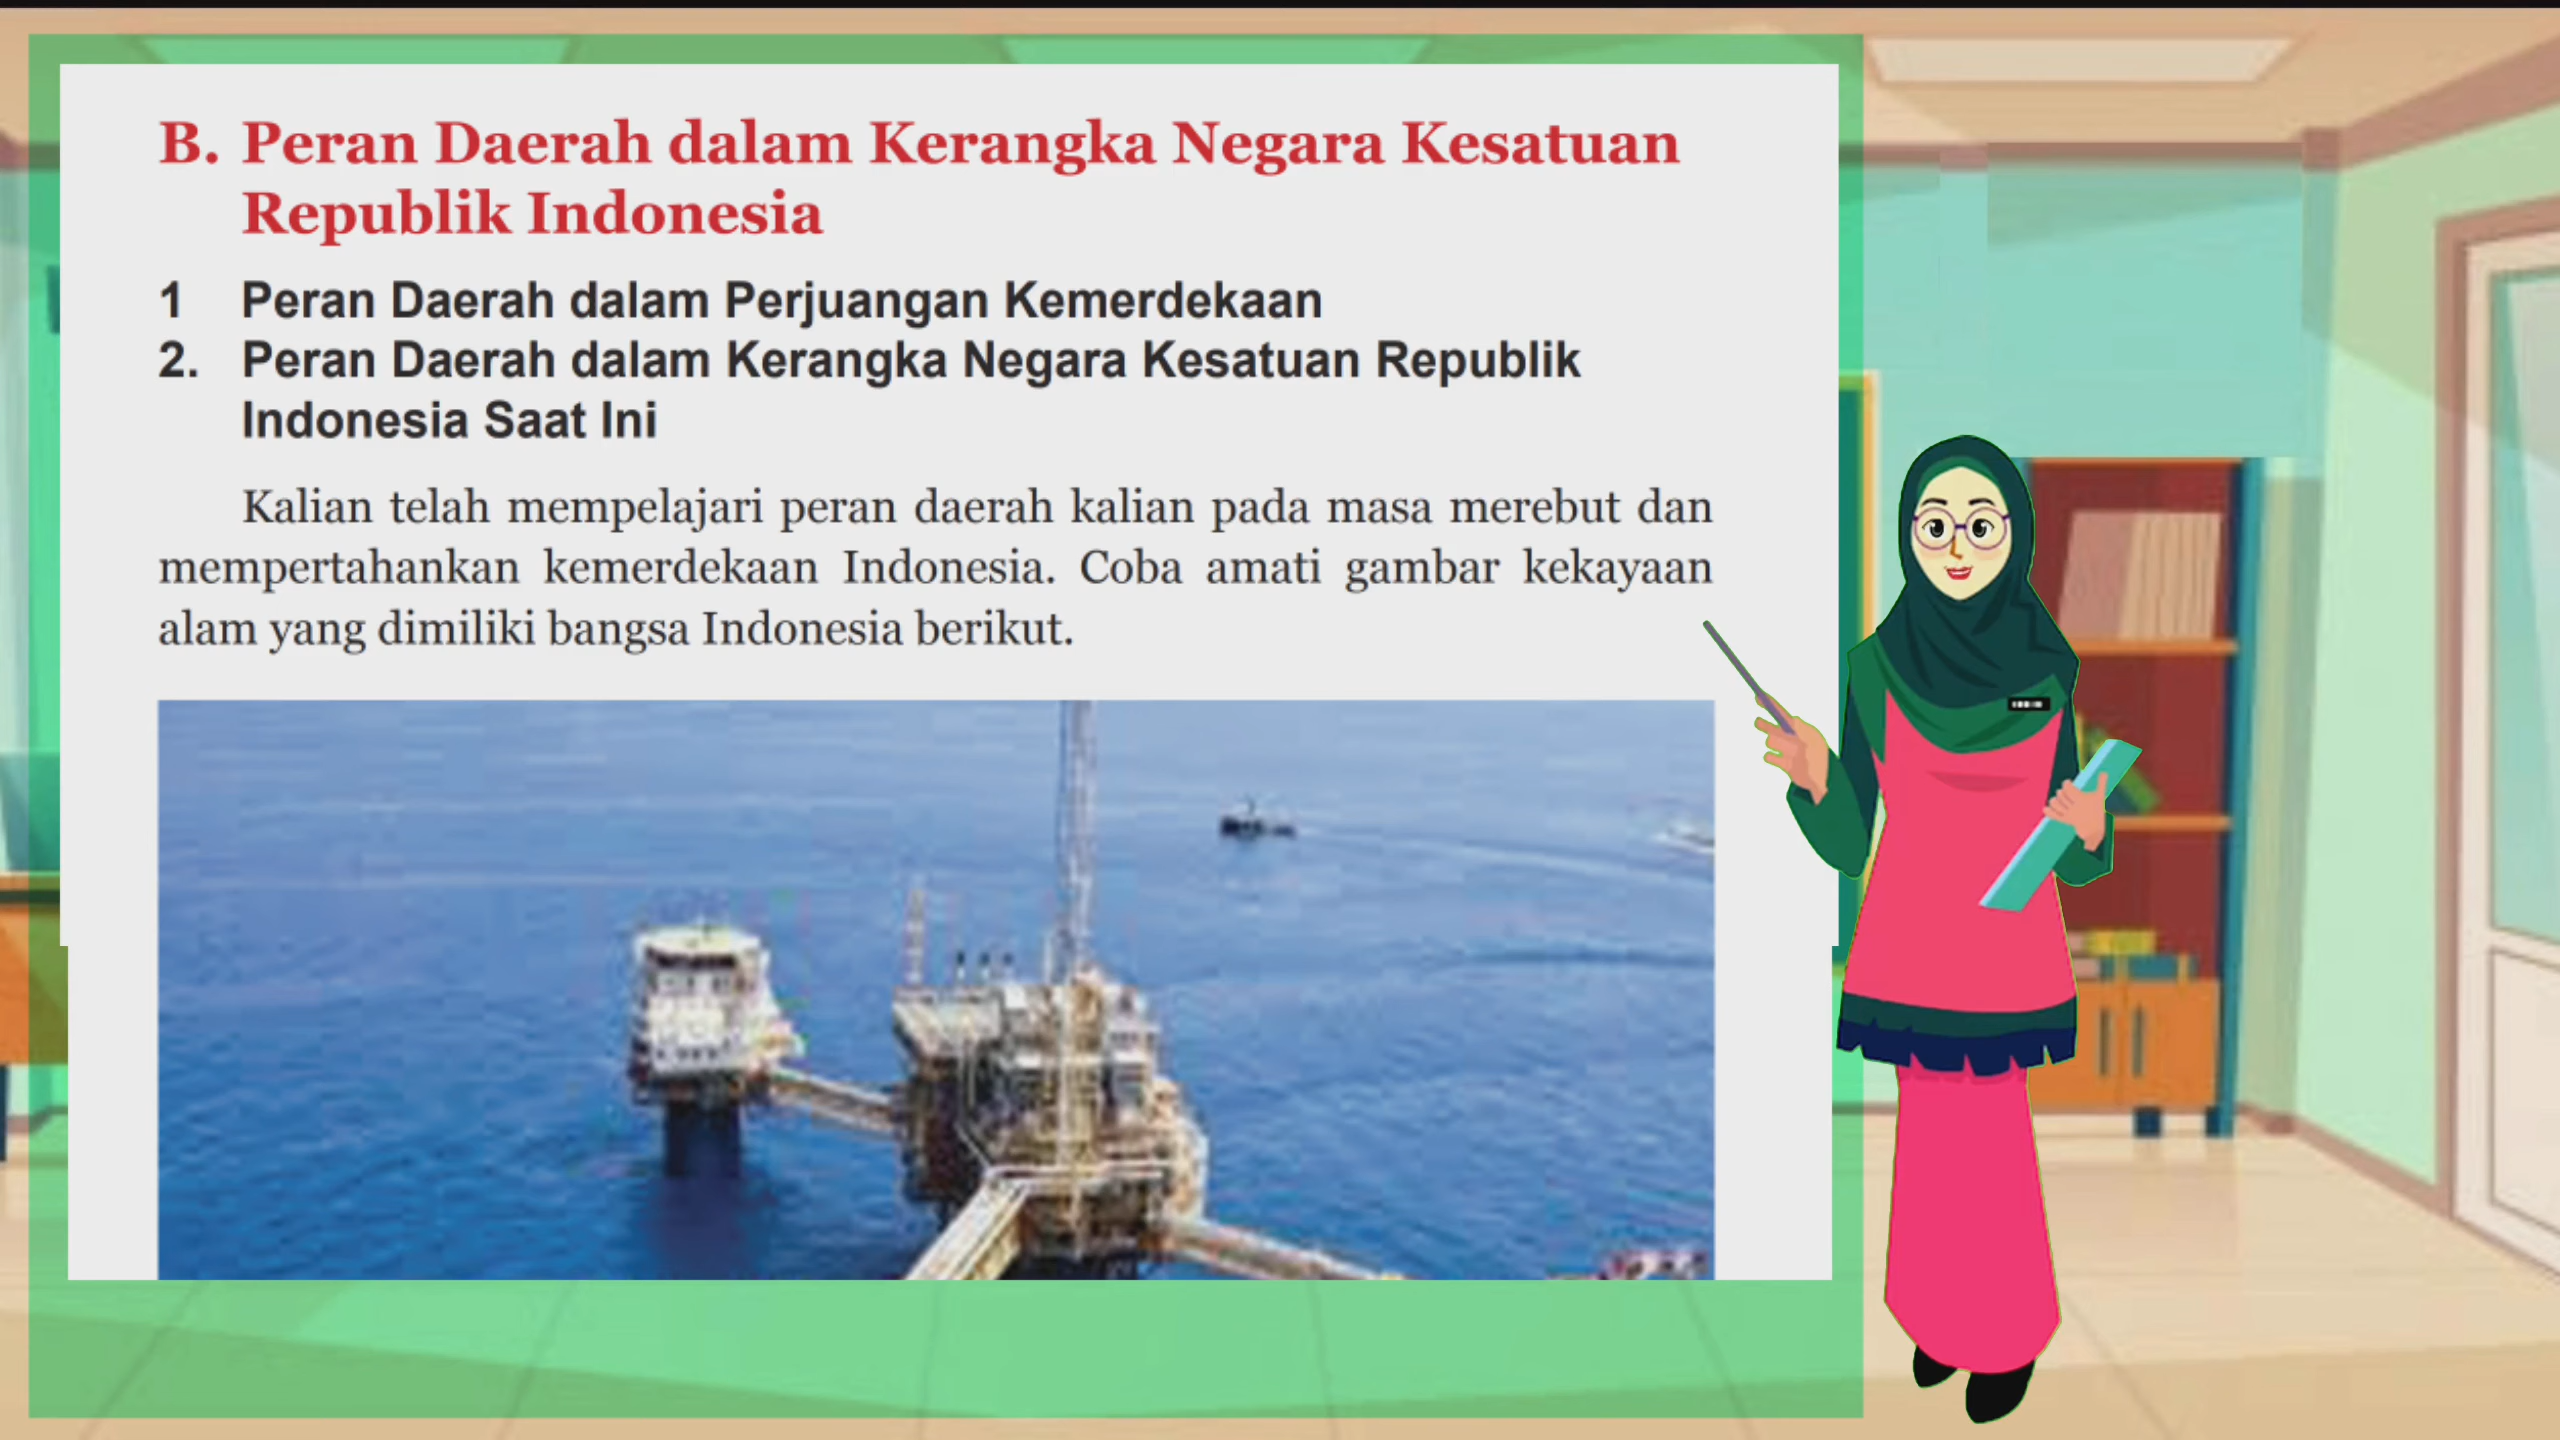 B. Peran Daerah dalam Kerangka Negara Kesatuan
Republik Indonesia
1 Peran Daerah dalam Perjuangan Kemerdekaan
2. Peran Daerah dalam Kerangka Negara Kesatuan Republik
Indonesia Saat Ini
Kalian telah mempelajari peran daerah kalian pada masa merebut dan
mempertahankan kemerdekaan Indonesia. Coba amati gambar kekayaan
alam yang dimiliki bangsa Indonesia berikut.